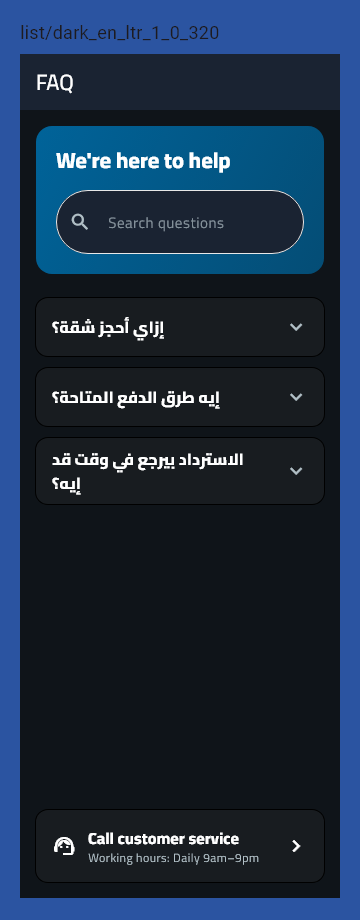 list/dark_en_ltr_1_0_320
FAQ
We're here to help
Search questions
إزاي أحجز شقة؟
إيه طرق الدفع المتاحة؟
الاسترداد بيرجع في وقت قد
إيه؟
Call customer service
Working hours: Daily 9am–9pm